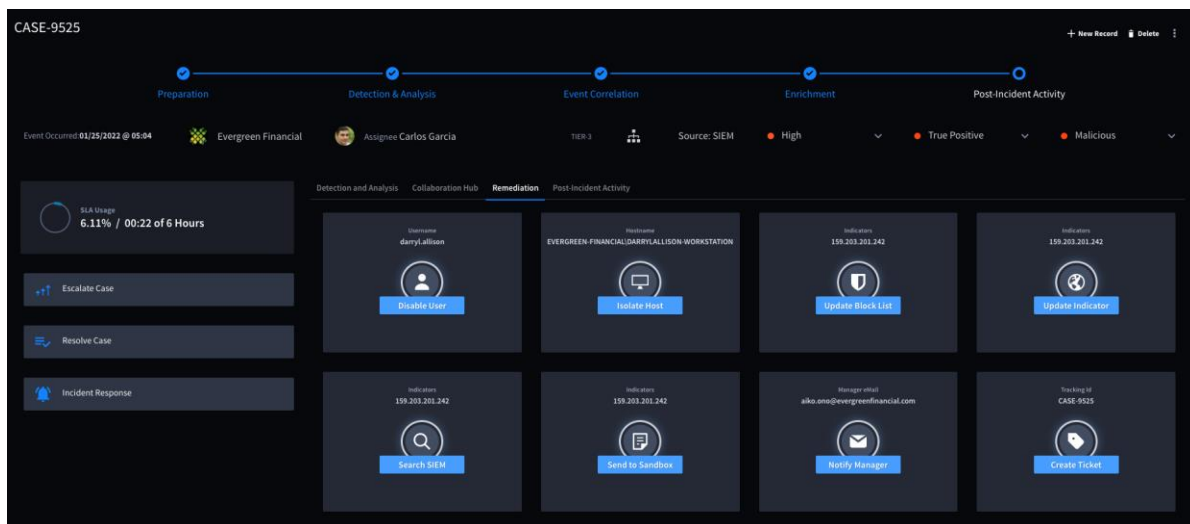 CASE-9525
New Record Delete
Preparation Detection & Analysis Event Correlation Enrichment Post-Incident Activity
Event Occurred: 01/25/2022 @ 05:04 Evergreen Financial Assignee Carlos Garcia TIER-3 Source: SIEM High True Positive Malicious
SLA Usage
6.11% / 00:22 of 6 Hours
Escalate Case
Resolve Case
Incident Response
Detection and Analysis Collaboration Hub Remediation Post-Incident Activity
Username
darryl.allison
Disable User
Hostname
EVERGREEN-FINANCIAL|DARRYLALLISON-WORKSTATION
Isolate Host
Indicators
159.203.201.242
Update Block List
Indicators
159.203.201.242
Update Indicator
Indicators
159.203.201.242
Search SIEM
Indicators
159.203.201.242
Send to Sandbox
Manager eMail
aiko.ono@evergreenfinancial.com
Notify Manager
Tracking Id
CASE-9525
Create Ticket